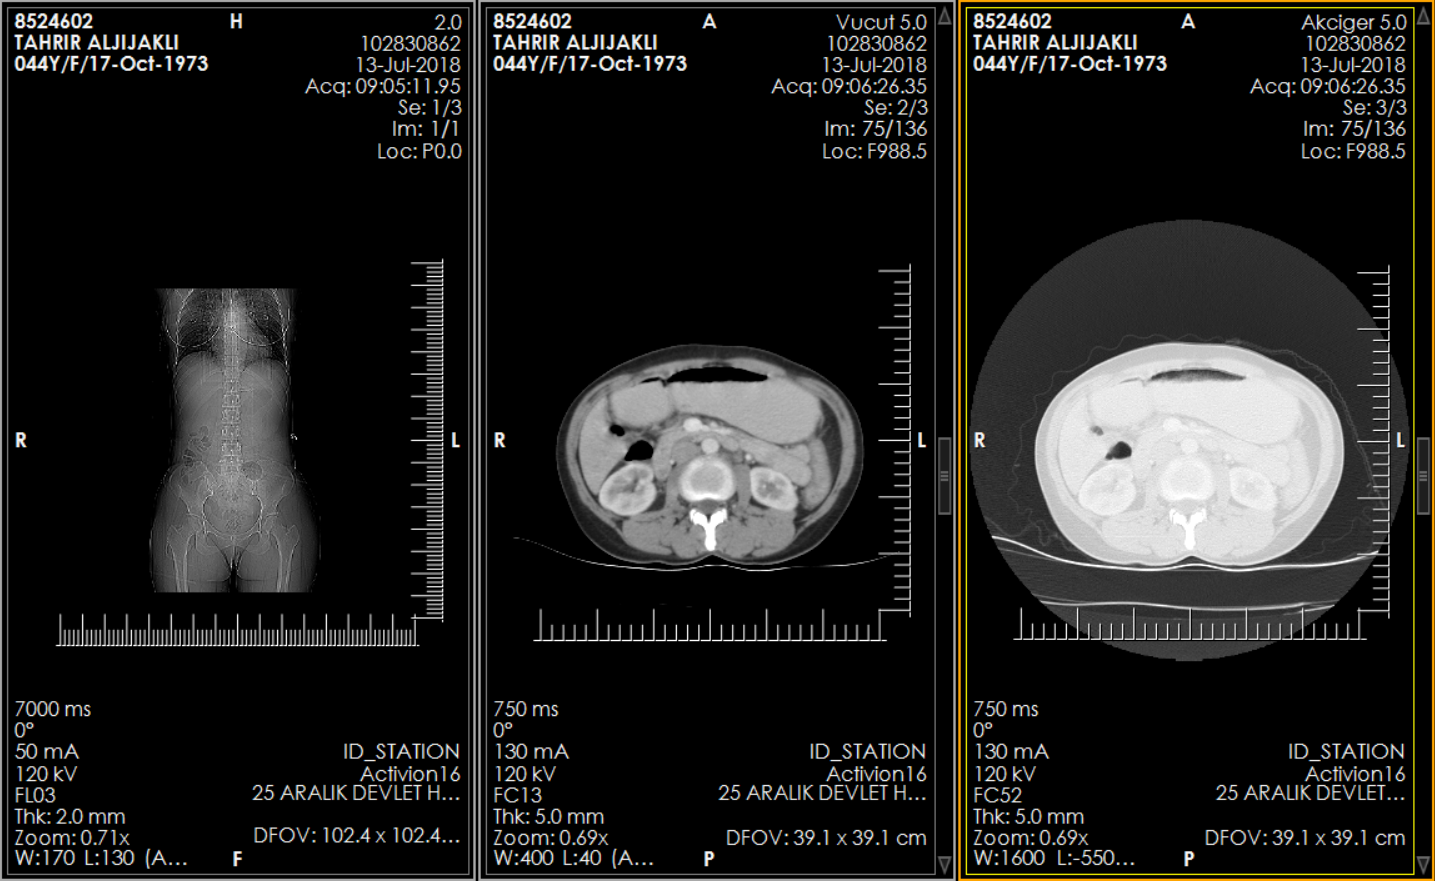 8524602
H
2.0
TAHRIR ALJIJAKLI
102830862
044Y/F/17-Oct-1973
13-Jul-2018
Acq: 09:05:11.95
Se: 1/3
Im: 1/1
Loc: P0.0
R
L
7000 ms
0°
50 mA
ID_STATION
120 kV
Activion16
FL03
25 ARALIK DEVLET H...
Thk: 2.0 mm
Zoom: 0.71x
DFOV: 102.4 x 102.4...
W:170 L:130 (A...
F
8524602
A
Vucut 5.0
TAHRIR ALJIJAKLI
102830862
044Y/F/17-Oct-1973
13-Jul-2018
Acq: 09:06:26.35
Se: 2/3
Im: 75/136
Loc: F988.5
R
L
750 ms
0°
130 mA
ID_STATION
120 kV
Activion16
FC13
25 ARALIK DEVLET H...
Thk: 5.0 mm
Zoom: 0.69x
DFOV: 39.1 x 39.1 cm
W:400 L:40 (A...
P
8524602
A
Akciger 5.0
TAHRIR ALJIJAKLI
102830862
044Y/F/17-Oct-1973
13-Jul-2018
Acq: 09:06:26.35
Se: 3/3
Im: 75/136
Loc: F988.5
R
L
750 ms
0°
130 mA
ID_STATION
120 kV
Activion16
FC52
25 ARALIK DEVLET...
Thk: 5.0 mm
Zoom: 0.69x
DFOV: 39.1 x 39.1 cm
W:1600 L:-550...
P